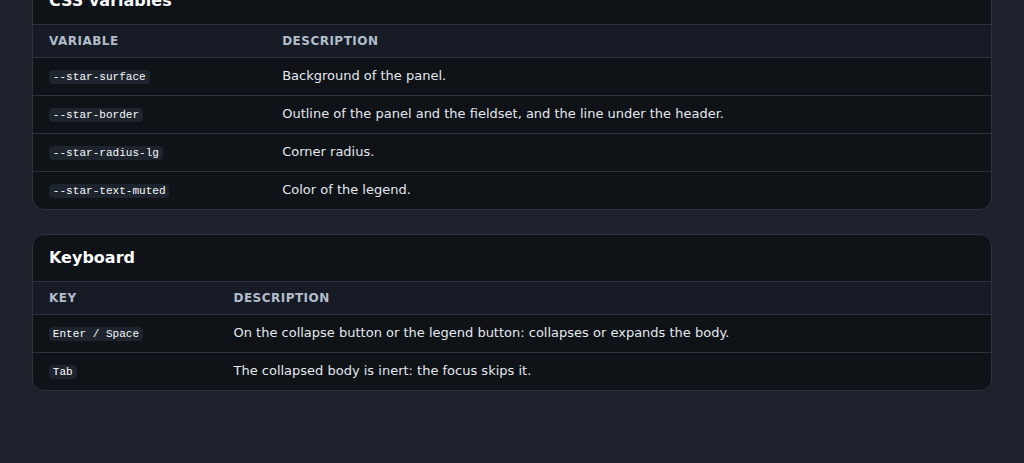 CSS variables
VARIABLE DESCRIPTION
--star-surface Background of the panel.
--star-border Outline of the panel and the fieldset, and the line under the header.
--star-radius-lg Corner radius.
--star-text-muted Color of the legend.
Keyboard
KEY DESCRIPTION
Enter / Space On the collapse button or the legend button: collapses or expands the body.
Tab The collapsed body is inert: the focus skips it.